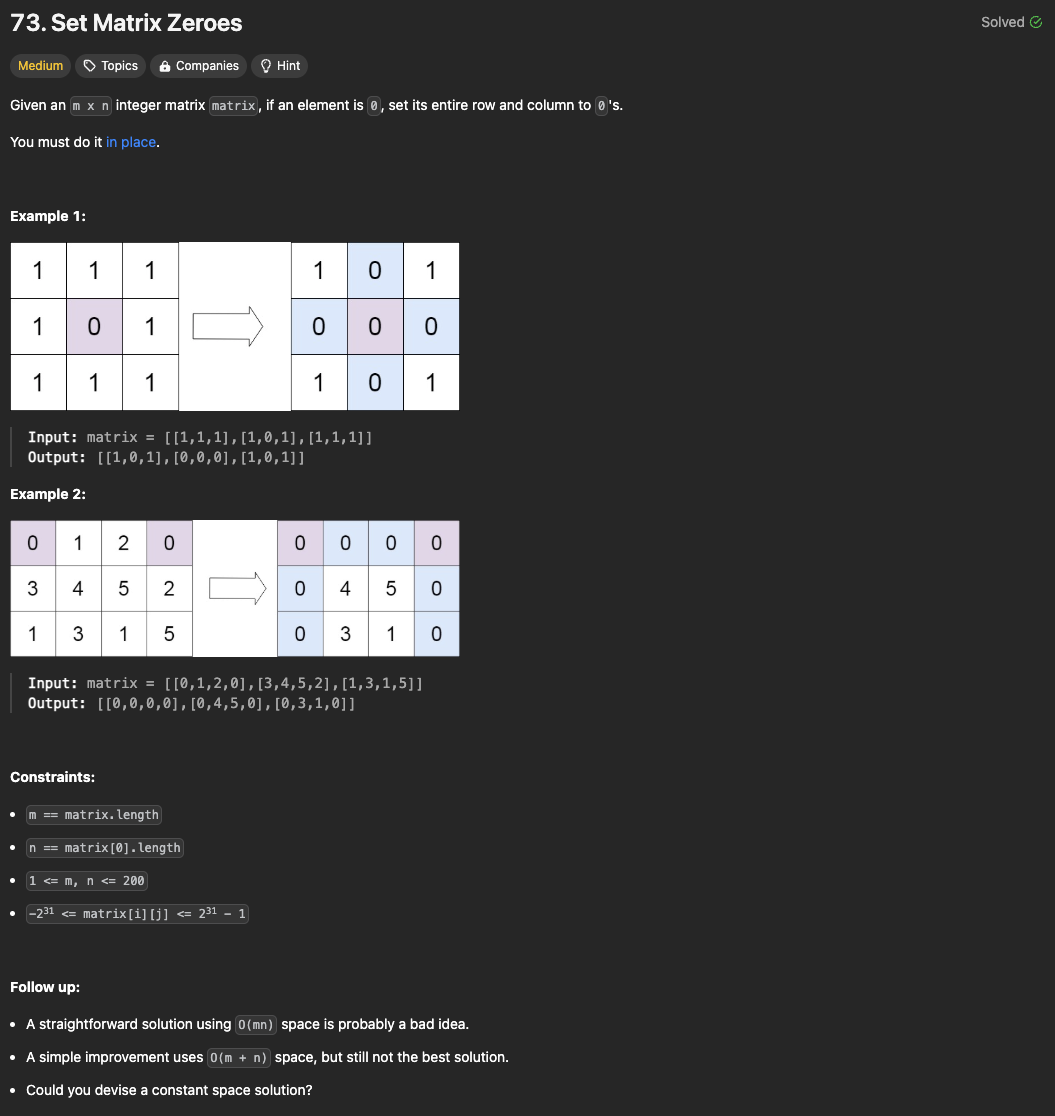 73. Set Matrix Zeroes
Solved
Medium Topics Companies Hint
Given an m x n integer matrix matrix, if an element is 0, set its entire row and column to 0's.
You must do it in place.
Example 1:
1 1 1 1 0 1
1 0 1 0 0 0
1 1 1 1 0 1
Input: matrix = [[1,1,1],[1,0,1],[1,1,1]]
Output: [[1,0,1],[0,0,0],[1,0,1]]
Example 2:
0 1 2 0 0 0 0 0
3 4 5 2 0 4 5 0
1 3 1 5 0 3 1 0
Input: matrix = [[0,1,2,0],[3,4,5,2],[1,3,1,5]]
Output: [[0,0,0,0],[0,4,5,0],[0,3,1,0]]
Constraints:
• m == matrix.length
• n == matrix[0].length
• 1 <= m, n <= 200
• -2³¹ <= matrix[i][j] <= 2³¹ - 1
Follow up:
• A straightforward solution using O(mn) space is probably a bad idea.
• A simple improvement uses O(m + n) space, but still not the best solution.
• Could you devise a constant space solution?